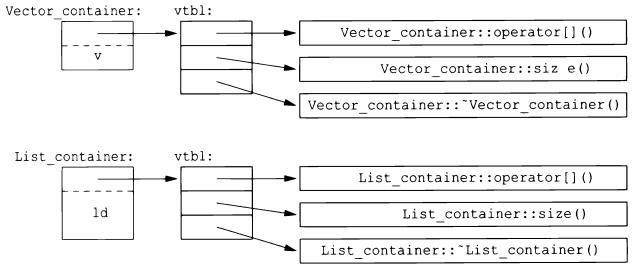 Vector_container: vtbl:
Vector_container::operator[]()
v
Vector_container::siz e()
Vector_container::~Vector_container()
List_container: vtbl:
List_container::operator[]()
ld
List_container::size()
List_container::~List_container()